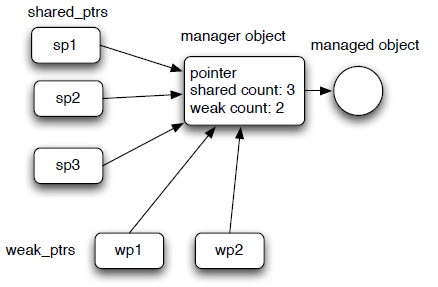 shared_ptrs
sp1
manager object
managed object
pointer
shared count: 3
weak count: 2
sp2
sp3
weak_ptrs
wp1
wp2